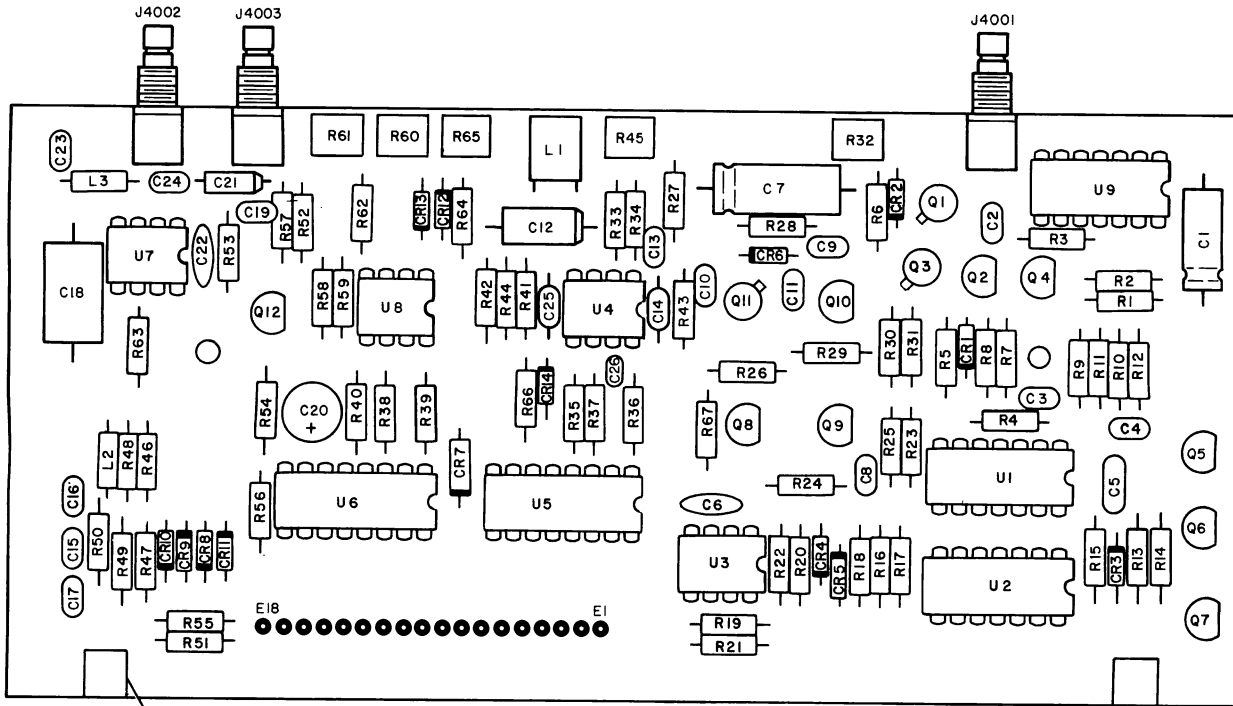 J4002 J4003 J4001
C23 R61 R60 R65 L1 R45 R32
L3 C24 C21 C7 U9
C19 R57 R52 R62 CR13 CR12 R64 C12 R33 R34 R27 R6 CR2 Q1 C2 C1
R28 C13 C9 R3
U7 C22 R53 CR6 Q3 Q2 Q4 R2
C18 R58 R59 U8 R42 R44 R41 C25 U4 C14 R43 C10 Q11 C11 Q10 R1
Q12
R63 R30 R31 R5 CR1 R8 R7 R9 R11 R10 R12
R29
R26
R54 C20 + R40 R38 R39 R66 CR14 R35 R37 C26 R36 R67 Q8 Q9 C3
R4 C4
L2 R48 R46 CR7 R25 R23 Q5
C16 R56 U6 U5 R24 C8 U1 C5
C6
C15 R50 R49 R47 CR10 CR9 CR8 CR11 U3 R22 R20 CR4 CR5 R18 R16 R17 U2 R15 CR3 R13 R14 Q6
C17
E18 E1
R55 R19 Q7
R51 R21